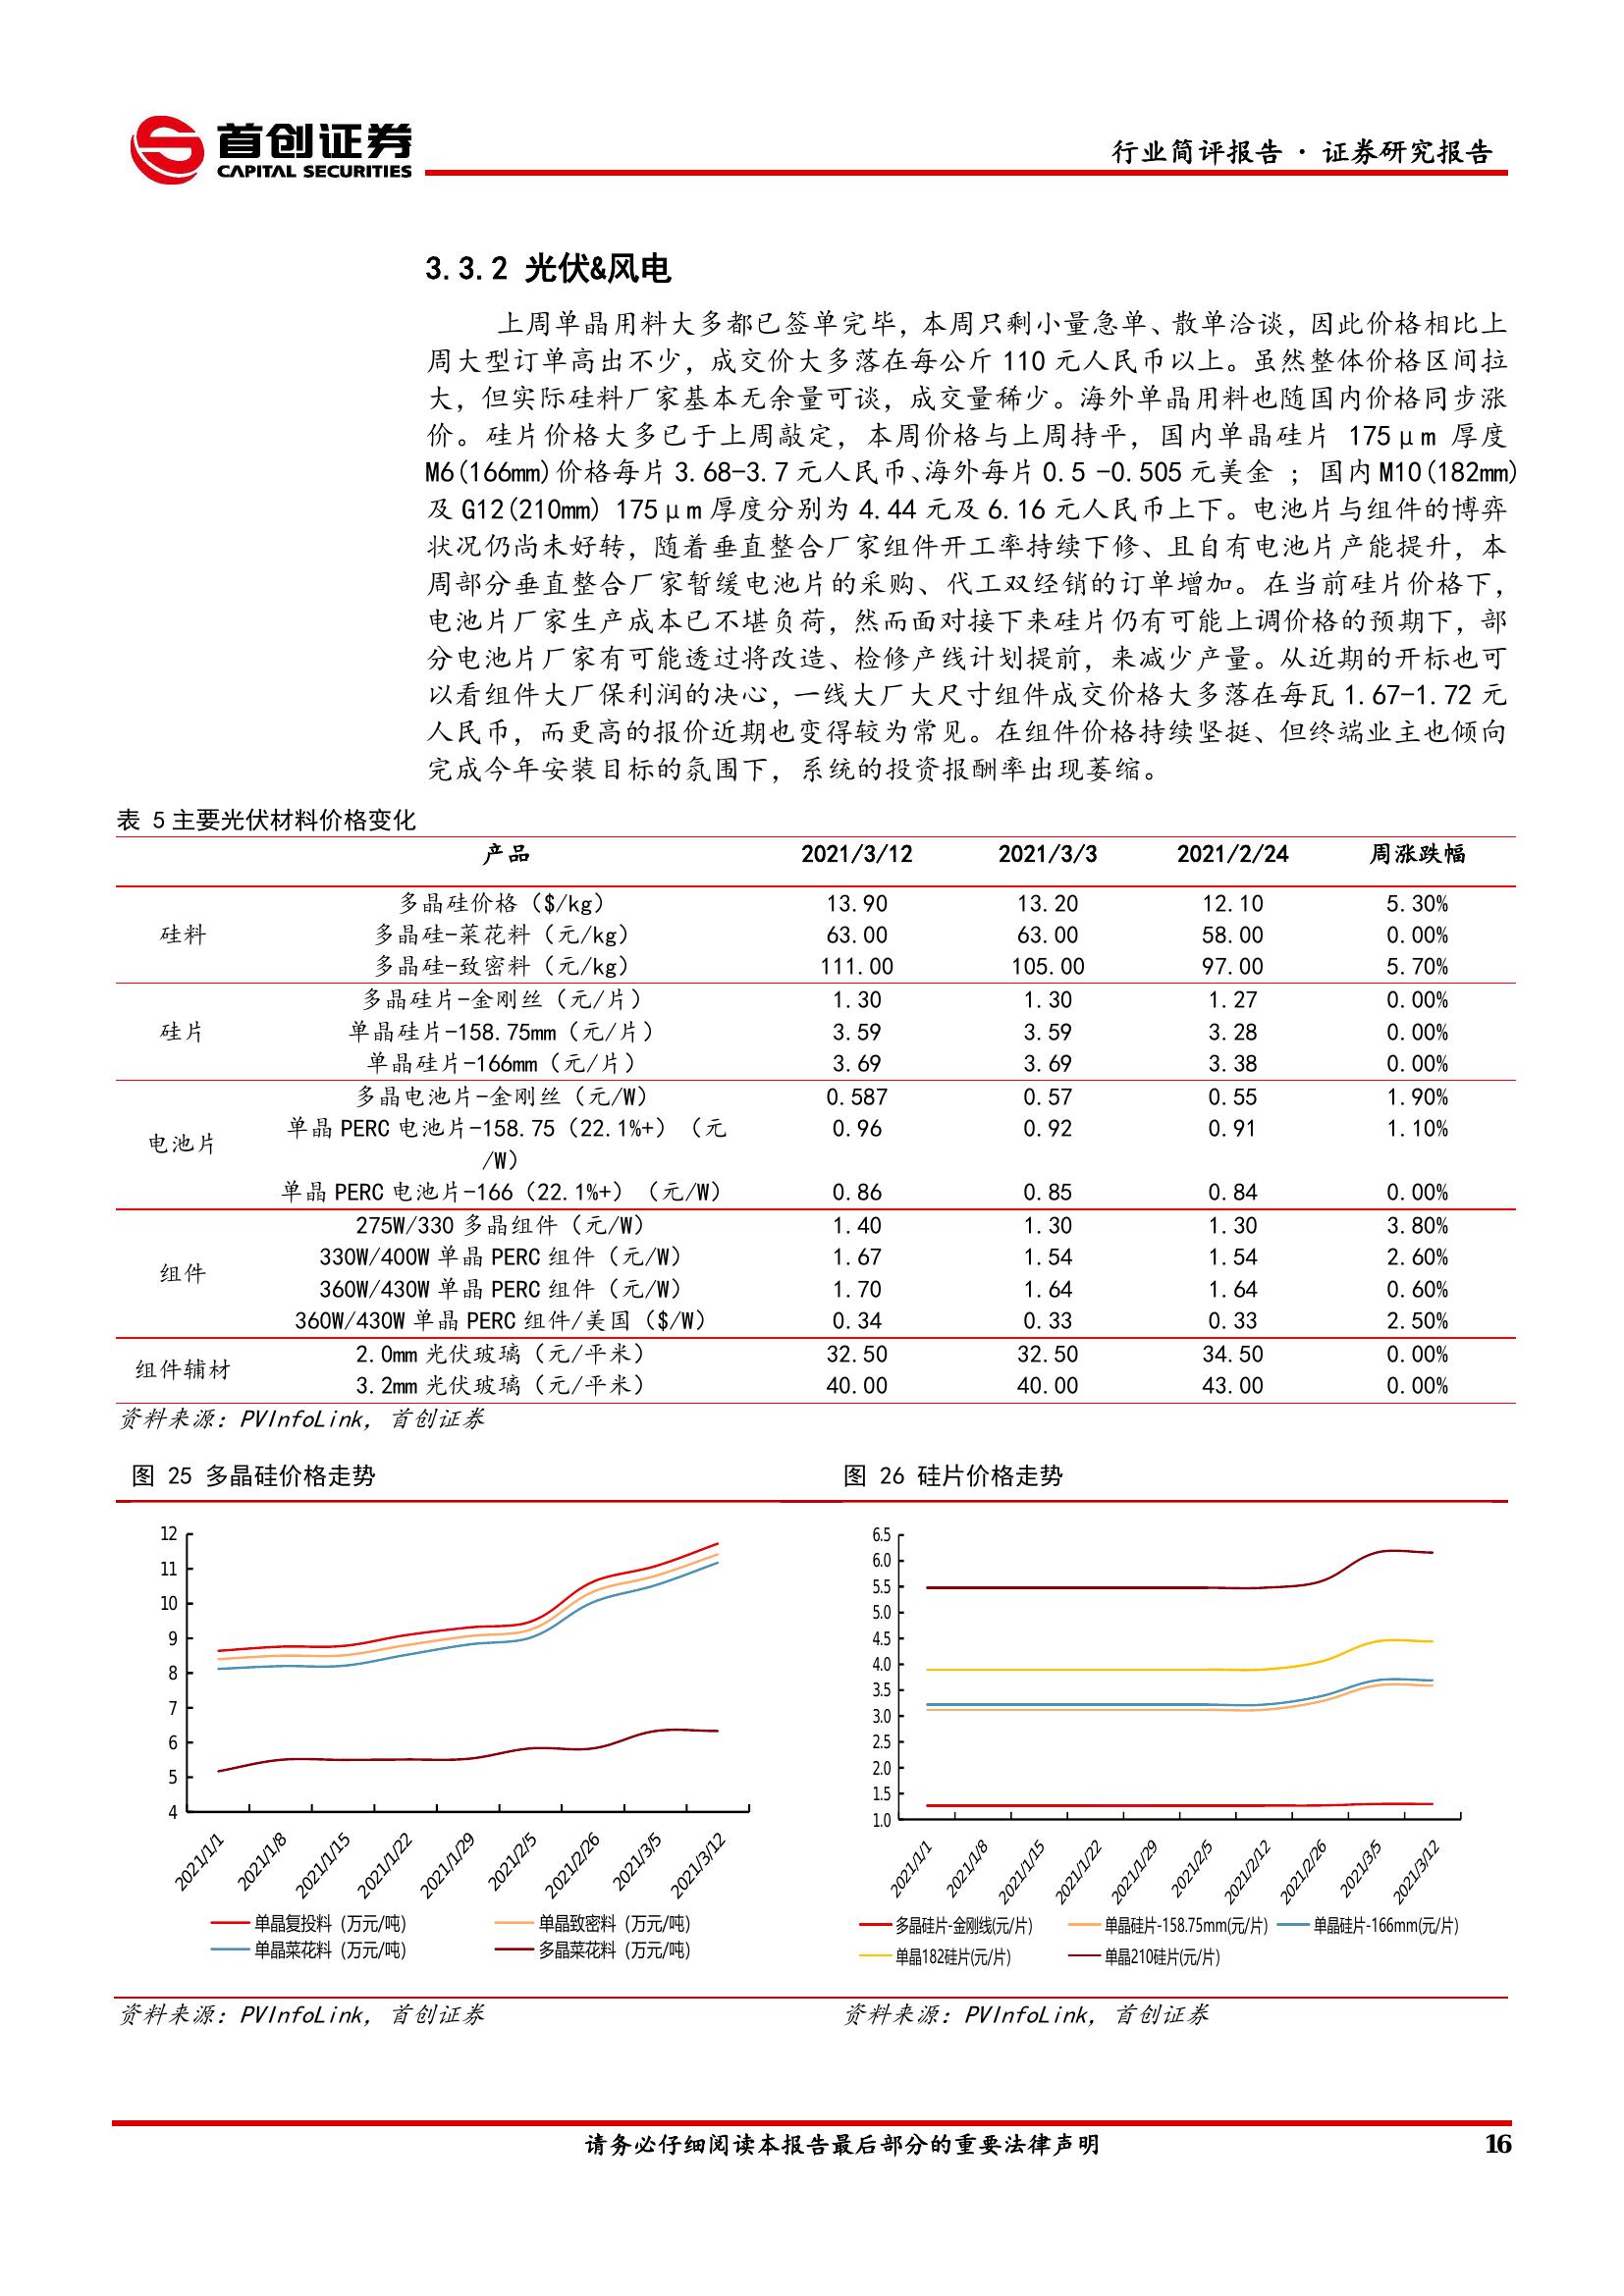 首创证券
CAPITAL SECURITIES
行业简评报告 · 证券研究报告
3.3.2 光伏&风电
上周单晶用料大多都已签单完毕，本周只剩小量急单、散单洽谈，因此价格相比上
周大型订单高出不少，成交价大多落在每公斤 110 元人民币以上。虽然整体价格区间拉
大，但实际硅料厂家基本无余量可谈，成交量稀少。海外单晶用料也随国内价格同步涨
价。硅片价格大多已于上周敲定，本周价格与上周持平，国内单晶硅片 175μm 厚度
M6(166mm)价格每片 3.68-3.7 元人民币、海外每片 0.5 -0.505 元美金 ；国内 M10(182mm)
及 G12(210mm) 175μm 厚度分别为 4.44 元及 6.16 元人民币上下。电池片与组件的博弈
状况仍尚未好转，随着垂直整合厂家组件开工率持续下修、且自有电池片产能提升，本
周部分垂直整合厂家暂缓电池片的采购、代工双经销的订单增加。在当前硅片价格下，
电池片厂家生产成本已不堪负荷，然而面对接下来硅片仍有可能上调价格的预期下，部
分电池片厂家有可能透过将改造、检修产线计划提前，来减少产量。从近期的开标也可
以看组件大厂保利润的决心，一线大厂大尺寸组件成交价格大多落在每瓦 1.67-1.72 元
人民币，而更高的报价近期也变得较为常见。在组件价格持续坚挺、但终端业主也倾向
完成今年安装目标的氛围下，系统的投资报酬率出现萎缩。
表 5 主要光伏材料价格变化
产品 2021/3/12 2021/3/3 2021/2/24 周涨跌幅
硅料
多晶硅价格（$/kg） 13.90 13.20 12.10 5.30%
多晶硅-菜花料（元/kg） 63.00 63.00 58.00 0.00%
多晶硅-致密料（元/kg） 111.00 105.00 97.00 5.70%
硅片
多晶硅片-金刚丝（元/片） 1.30 1.30 1.27 0.00%
单晶硅片-158.75mm（元/片） 3.59 3.59 3.28 0.00%
单晶硅片-166mm（元/片） 3.69 3.69 3.38 0.00%
电池片
多晶电池片-金刚丝（元/W） 0.587 0.57 0.55 1.90%
单晶 PERC 电池片-158.75（22.1%+）（元 0.96 0.92 0.91 1.10%
/W）
单晶 PERC 电池片-166（22.1%+）（元/W） 0.86 0.85 0.84 0.00%
组件
275W/330 多晶组件（元/W） 1.40 1.30 1.30 3.80%
330W/400W 单晶 PERC 组件（元/W） 1.67 1.54 1.54 2.60%
360W/430W 单晶 PERC 组件（元/W） 1.70 1.64 1.64 0.60%
360W/430W 单晶 PERC 组件/美国（$/W） 0.34 0.33 0.33 2.50%
组件辅材
2.0mm 光伏玻璃（元/平米） 32.50 32.50 34.50 0.00%
3.2mm 光伏玻璃（元/平米） 40.00 40.00 43.00 0.00%
资料来源：PVInfoLink，首创证券
图 25 多晶硅价格走势
12
11
10
9
8
7
6
5
4
2021/1/1 2021/1/8 2021/1/15 2021/1/22 2021/1/29 2021/2/5 2021/2/26 2021/3/5 2021/3/12
单晶复投料 (万元/吨) 单晶致密料 (万元/吨)
单晶菜花料 (万元/吨) 多晶菜花料 (万元/吨)
资料来源：PVInfoLink，首创证券
图 26 硅片价格走势
6.5
6.0
5.5
5.0
4.5
4.0
3.5
3.0
2.5
2.0
1.5
1.0
2021/1/1 2021/1/8 2021/1/15 2021/1/22 2021/1/29 2021/2/5 2021/2/12 2021/2/26 2021/3/5 2021/3/12
多晶硅片-金刚线(元/片) 单晶硅片-158.75mm(元/片) 单晶硅片-166mm(元/片)
单晶182硅片(元/片) 单晶210硅片(元/片)
资料来源：PVInfoLink，首创证券
请务必仔细阅读本报告最后部分的重要法律声明 16